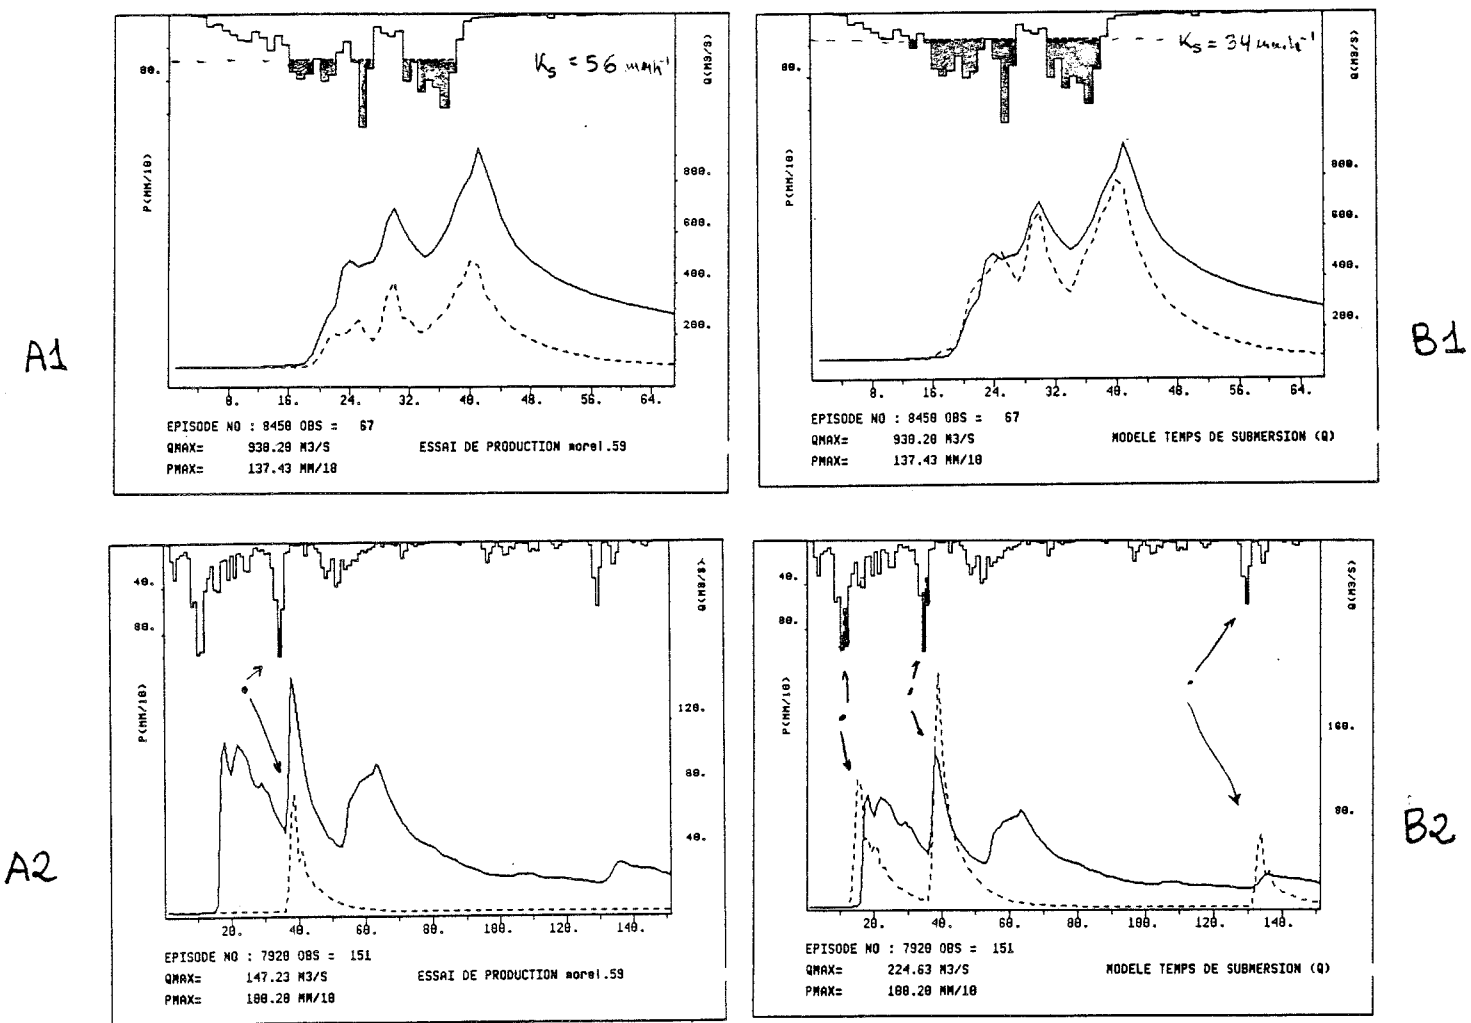 A1
80.
P(MM/10)
Q(M3/S)
Ks = 56 mmh-1
800.
600.
400.
200.
8. 16. 24. 32. 40. 48. 56. 64.
EPISODE NO : 8450 OBS = 67
QMAX= 930.20 M3/S ESSAI DE PRODUCTION morel.59
PMAX= 137.43 MM/10
B1
80.
P(MM/10)
Q(M3/S)
Ks = 34 mmh-1
800.
600.
400.
200.
8. 16. 24. 32. 40. 48. 56. 64.
EPISODE NO : 8450 OBS = 67
QMAX= 930.20 M3/S MODELE TEMPS DE SUBMERSION (Q)
PMAX= 137.43 MM/10
A2
40.
80.
P(MM/10)
Q(M3/S)
120.
80.
40.
20. 40. 60. 80. 100. 120. 140.
EPISODE NO : 7920 OBS = 151
QMAX= 147.23 M3/S ESSAI DE PRODUCTION morel.59
PMAX= 100.20 MM/10
B2
40.
80.
P(MM/10)
Q(M3/S)
160.
80.
20. 40. 60. 80. 100. 120. 140.
EPISODE NO : 7920 OBS = 151
QMAX= 224.63 M3/S MODELE TEMPS DE SUBMERSION (Q)
PMAX= 100.20 MM/10